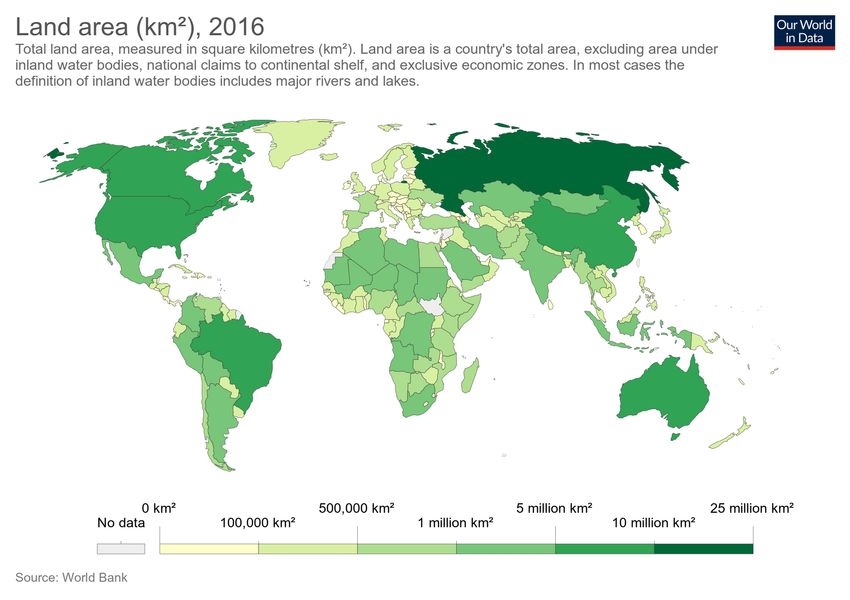 Land area (km²), 2016
Our World
in Data
Total land area, measured in square kilometres (km²). Land area is a country's total area, excluding area under
inland water bodies, national claims to continental shelf, and exclusive economic zones. In most cases the
definition of inland water bodies includes major rivers and lakes.
0 km² 500,000 km² 5 million km² 25 million km²
No data 100,000 km² 1 million km² 10 million km²
Source: World Bank